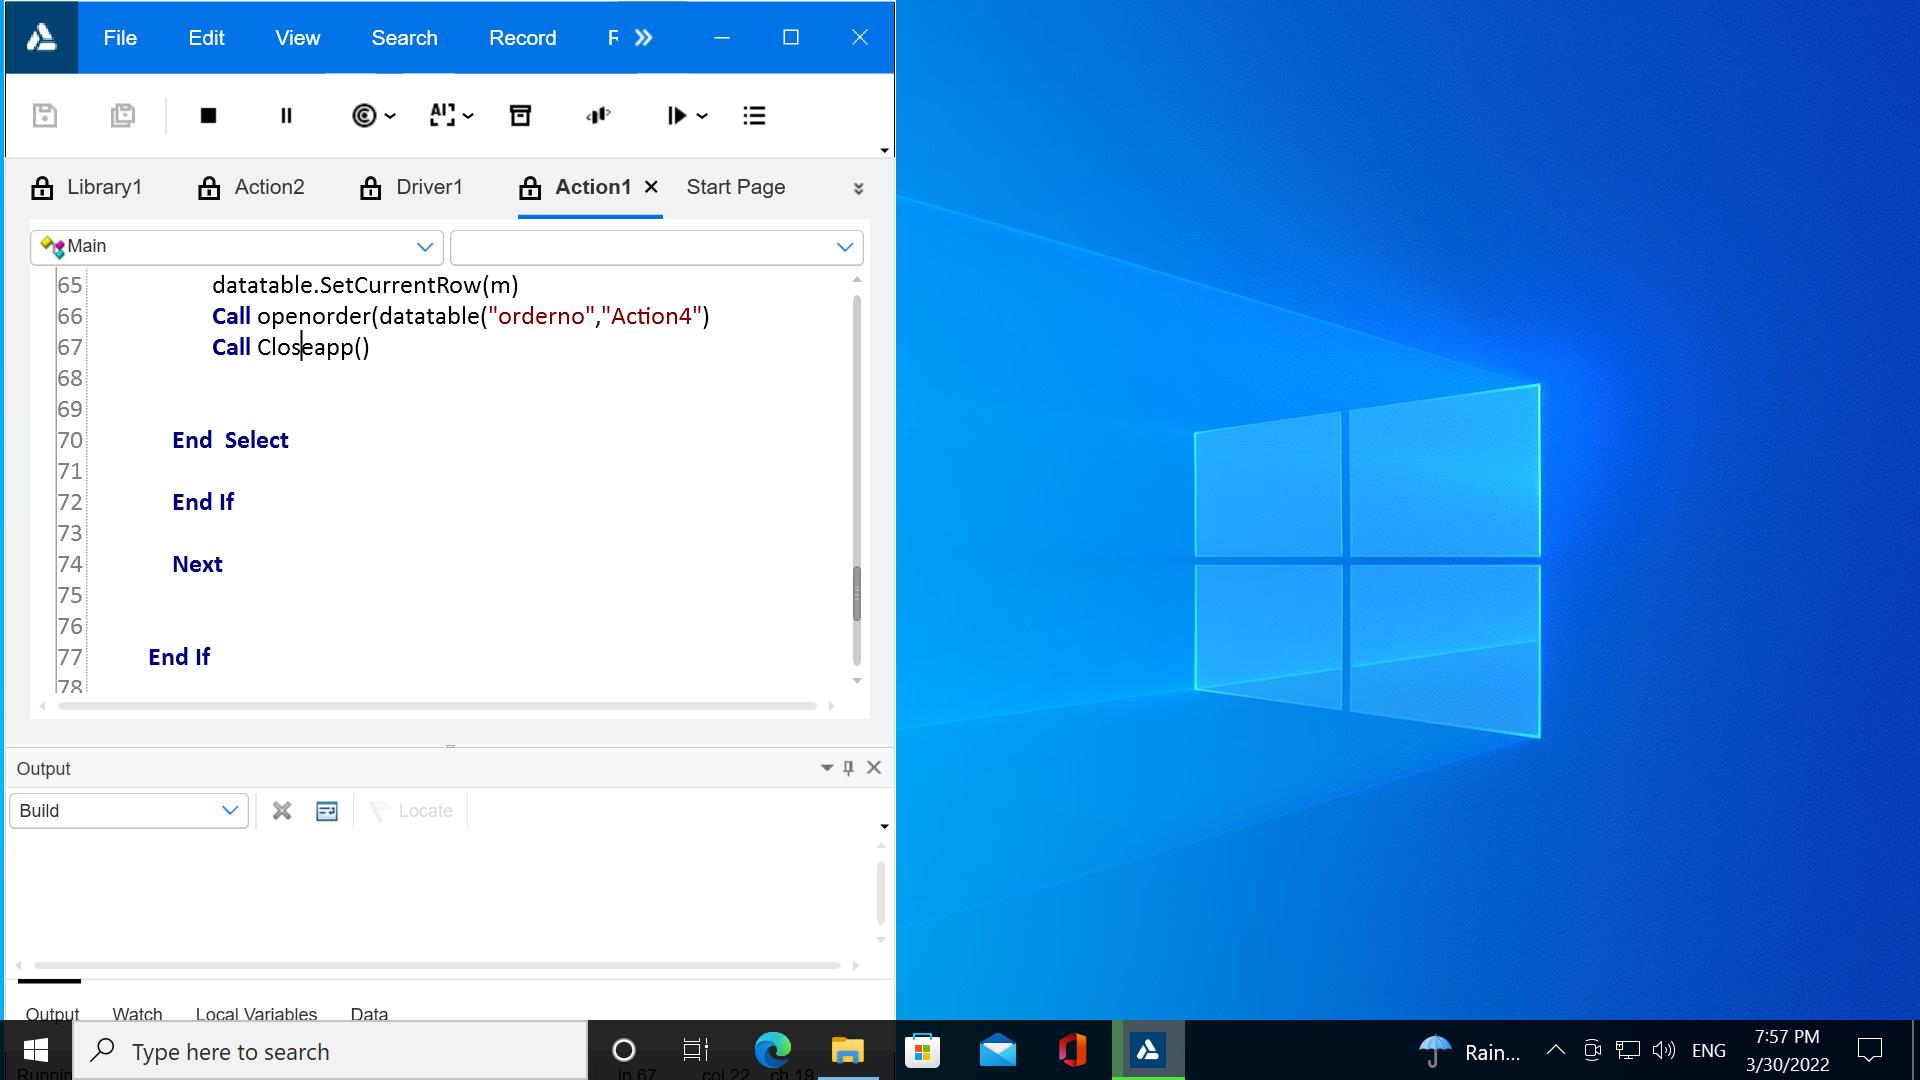 File Edit View Search Record
AI
Library1 Action2 Driver1 Action1 Start Page
Main
65 datatable.SetCurrentRow(m)
66 Call openorder(datatable("orderno","Action4")
67 Call Closeapp()
68
69
70 End Select
71
72 End If
73
74 Next
75
76
77 End If
78
Output
Build Locate
Output Watch Local Variables Data
Type here to search
Rain... ENG 7:57 PM
3/30/2022
ln 67 col 22 ch 19